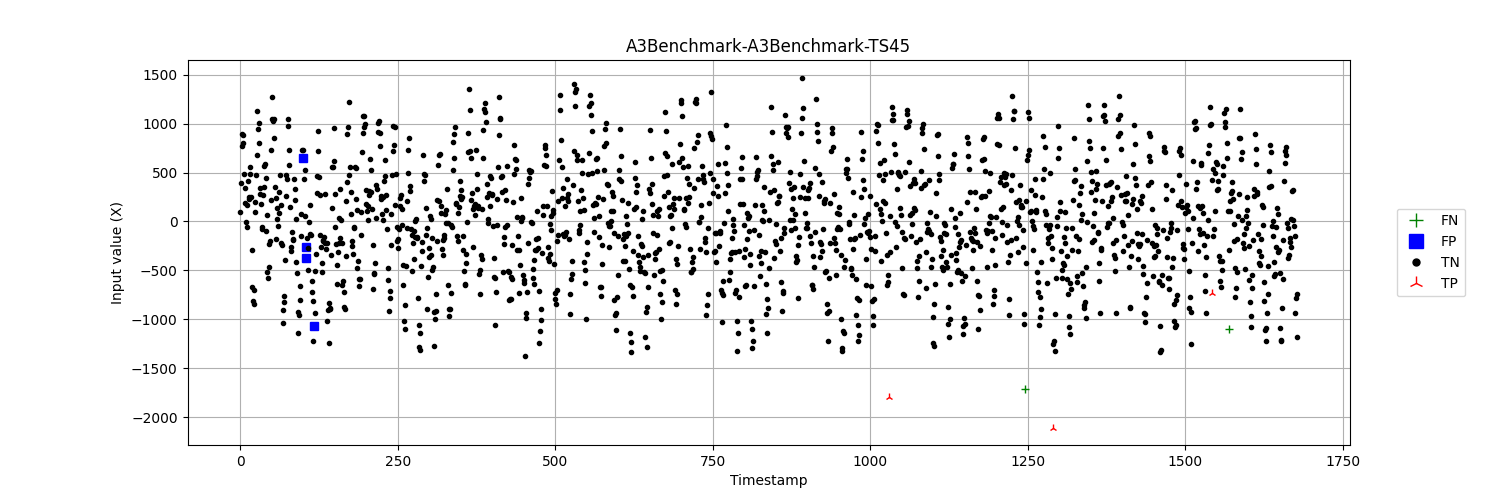 A3Benchmark-A3Benchmark-TS45
1500
1000
500
0
−500
−1000
−1500
−2000
Input value (X)
0
250
500
750
1000
1250
1500
1750
Timestamp
FN
FP
TN
TP